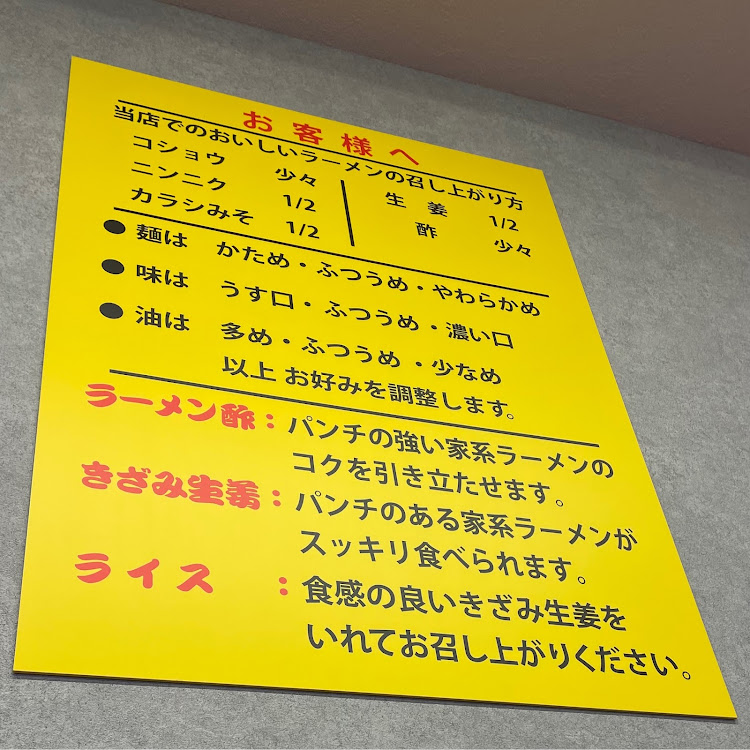 お客様へ
当店でのおいしいラーメンの召し上がり方
コショウ 少々
ニンニク 1/2
カラシみそ 1/2
生姜 1/2
酢 少々
● 麺は かため・ふつうめ・やわらかめ
● 味は うす口・ふつうめ・濃い口
● 油は 多め・ふつうめ・少なめ
以上 お好みを調整します。
ラーメン酢：パンチの強い家系ラーメンの
コクを引き立たせます。
きざみ生姜：パンチのある家系ラーメンが
スッキリ食べられます。
ライス ：食感の良いきざみ生姜を
いれてお召し上がりください。